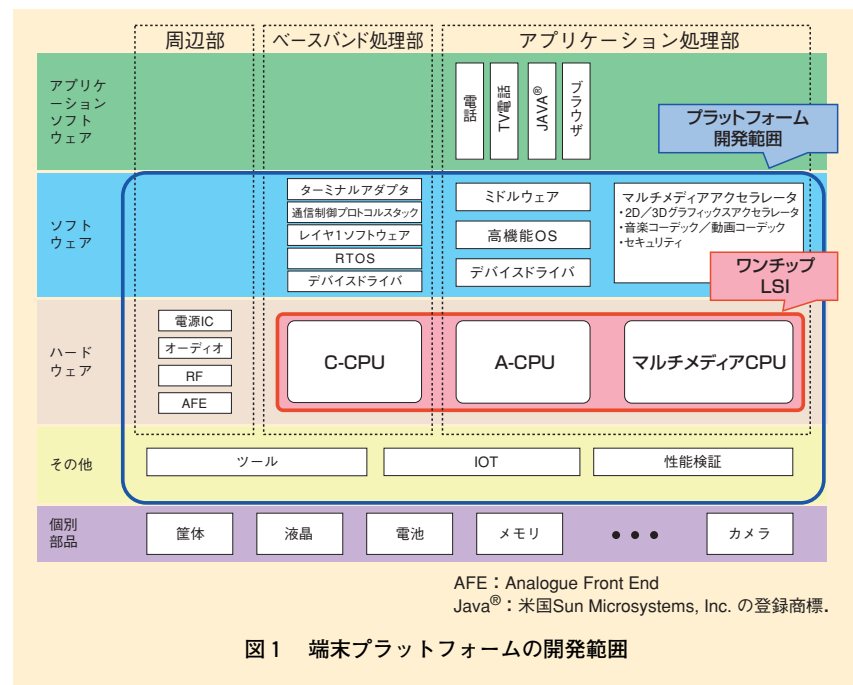 周辺部
ベースバンド処理部
アプリケーション処理部
アプリケ
ーション
ソフト
ウェア
電話
TV電話
JAVA®
ブラウザ
プラットフォーム
開発範囲
ソフト
ウェア
ターミナルアダプタ
通信制御プロトコルスタック
レイヤ1ソフトウェア
RTOS
デバイスドライバ
ミドルウェア
高機能OS
デバイスドライバ
マルチメディアアクセラレータ
・2D／3Dグラフィックスアクセラレータ
・音楽コーデック／動画コーデック
・セキュリティ
ワンチップ
LSI
ハード
ウェア
電源IC
オーディオ
RF
AFE
C-CPU
A-CPU
マルチメディアCPU
その他
ツール
IOT
性能検証
個別
部品
筐体
液晶
電池
メモリ
● ● ●
カメラ
AFE：Analogue Front End
Java®：米国Sun Microsystems, Inc. の登録商標．
図1　端末プラットフォームの開発範囲